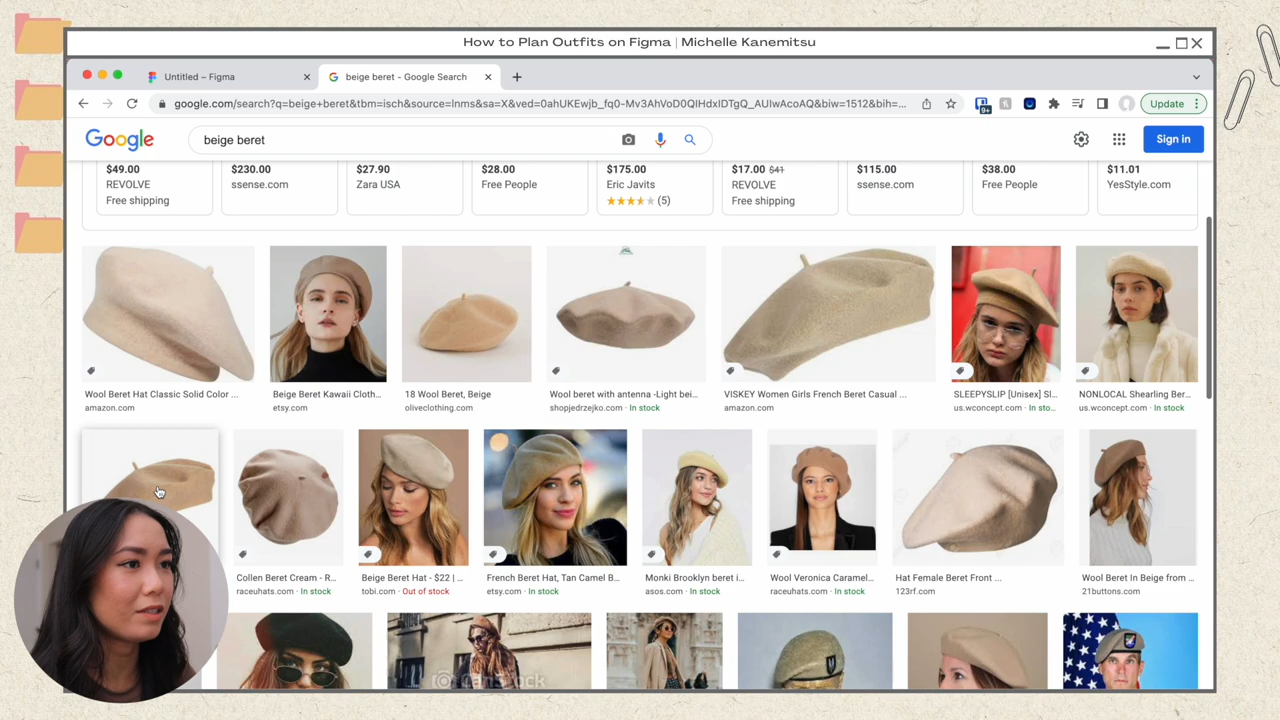 How to Plan Outfits on Figma | Michelle Kanemitsu
Untitled – Figma
beige beret - Google Search
google.com/search?q=beige+beret&tbm=isch&source=lnms&sa=X&ved=0ahUKEwjb_fq0-Mv3AhVoD0QIHdxIDTgQ_AUIwAcoAQ&biw=1512&bih=...
9+
Update
Google
beige beret
Sign in
$49.00
REVOLVE
Free shipping
$230.00
ssense.com
$27.90
Zara USA
$28.00
Free People
$175.00
Eric Javits
(5)
$17.00 $41
REVOLVE
Free shipping
$115.00
ssense.com
$38.00
Free People
$11.01
YesStyle.com
Wool Beret Hat Classic Solid Color ...
amazon.com
Beige Beret Kawaii Cloth...
etsy.com
18 Wool Beret, Beige
oliveclothing.com
Wool beret with antenna -Light bei...
shopjedrzejko.com · In stock
VISKEY Women Girls French Beret Casual ...
amazon.com
SLEEPYSLIP [Unisex] Sl...
us.wconcept.com · In sto...
NONLOCAL Shearling Ber...
us.wconcept.com · In stock
Collen Beret Cream - R...
raceuhats.com · In stock
Beige Beret Hat - $22 | ...
tobi.com · Out of stock
French Beret Hat, Tan Camel B...
etsy.com · In stock
Monki Brooklyn beret i...
asos.com · In stock
Wool Veronica Caramel...
raceuhats.com · In stock
Hat Female Beret Front ...
123rf.com
Wool Beret In Beige from ...
21buttons.com
CanStock